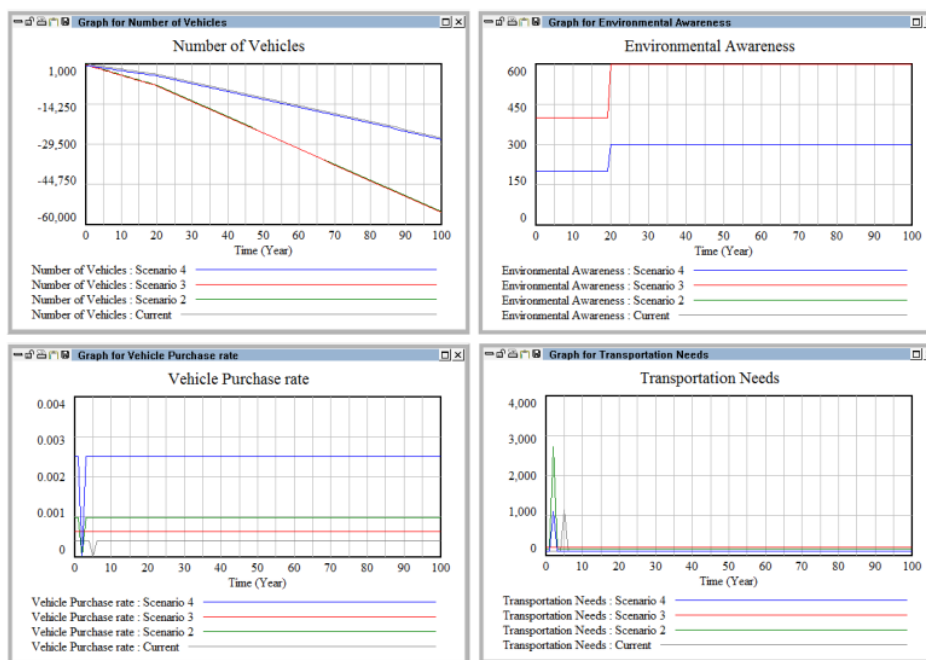 Graph for Number of Vehicles
Number of Vehicles
1,000
-14,250
-29,500
-44,750
-60,000
0 10 20 30 40 50 60 70 80 90 100
Time (Year)
Number of Vehicles : Scenario 4
Number of Vehicles : Scenario 3
Number of Vehicles : Scenario 2
Number of Vehicles : Current
Graph for Environmental Awareness
Environmental Awareness
600
450
300
150
0
0 10 20 30 40 50 60 70 80 90 100
Time (Year)
Environmental Awareness : Scenario 4
Environmental Awareness : Scenario 3
Environmental Awareness : Scenario 2
Environmental Awareness : Current
Graph for Vehicle Purchase rate
Vehicle Purchase rate
0.004
0.003
0.002
0.001
0
0 10 20 30 40 50 60 70 80 90 100
Time (Year)
Vehicle Purchase rate : Scenario 4
Vehicle Purchase rate : Scenario 3
Vehicle Purchase rate : Scenario 2
Vehicle Purchase rate : Current
Graph for Transportation Needs
Transportation Needs
4,000
3,000
2,000
1,000
0
0 10 20 30 40 50 60 70 80 90 100
Time (Year)
Transportation Needs : Scenario 4
Transportation Needs : Scenario 3
Transportation Needs : Scenario 2
Transportation Needs : Current